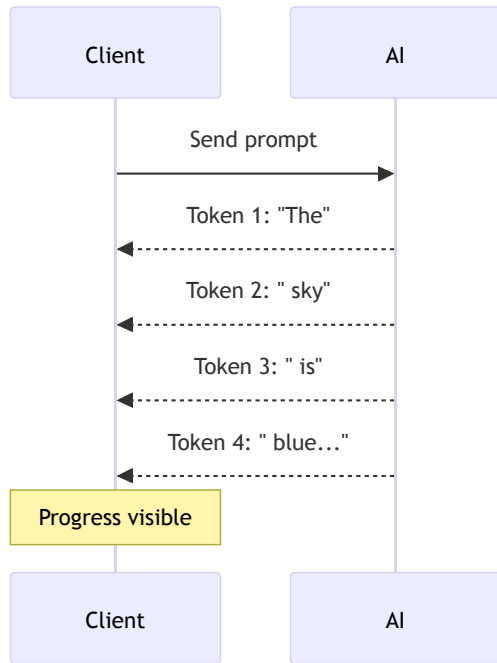 Client
AI
Send prompt
Token 1: "The"
Token 2: " sky"
Token 3: " is"
Token 4: " blue..."
Progress visible
Client
AI